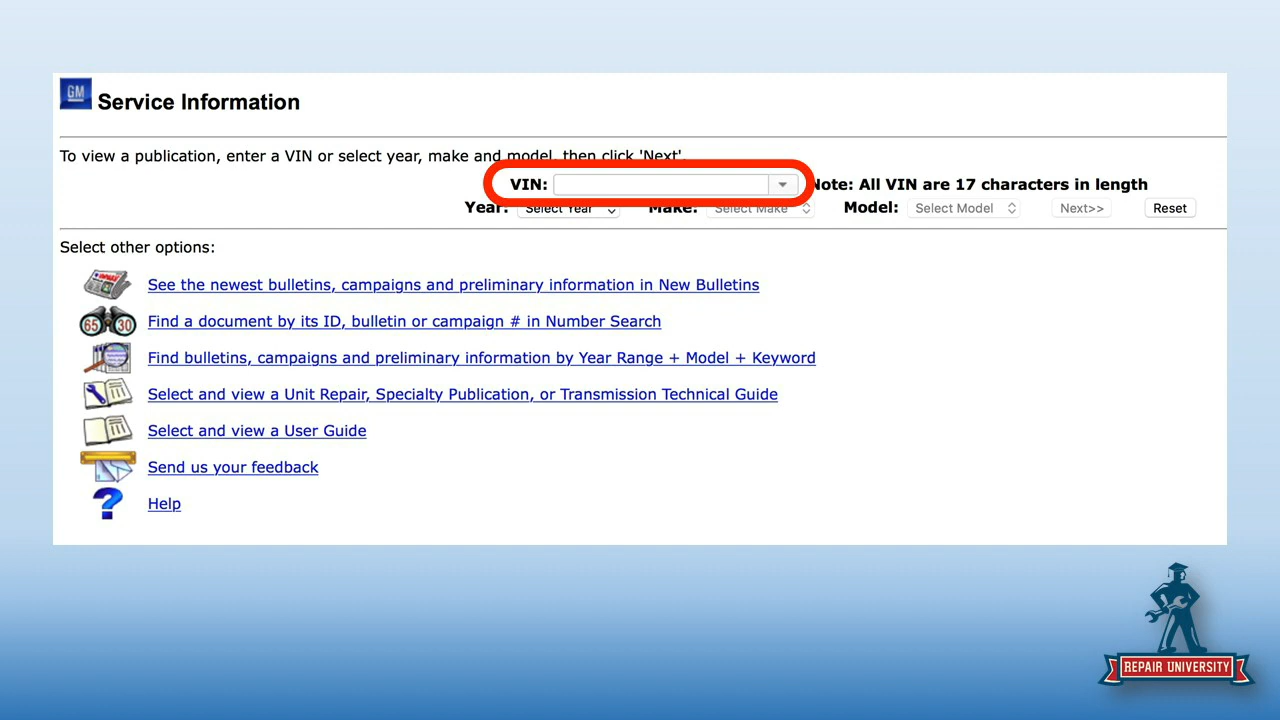 GM Service Information
To view a publication, enter a VIN or select year, make and model, then click 'Next'.
VIN: Note: All VIN are 17 characters in length
Year: Select Year Make: Select Make Model: Select Model Next>> Reset
Select other options:
See the newest bulletins, campaigns and preliminary information in New Bulletins
65 30 Find a document by its ID, bulletin or campaign # in Number Search
Find bulletins, campaigns and preliminary information by Year Range + Model + Keyword
Select and view a Unit Repair, Specialty Publication, or Transmission Technical Guide
Select and view a User Guide
Send us your feedback
? Help
REPAIR UNIVERSITY